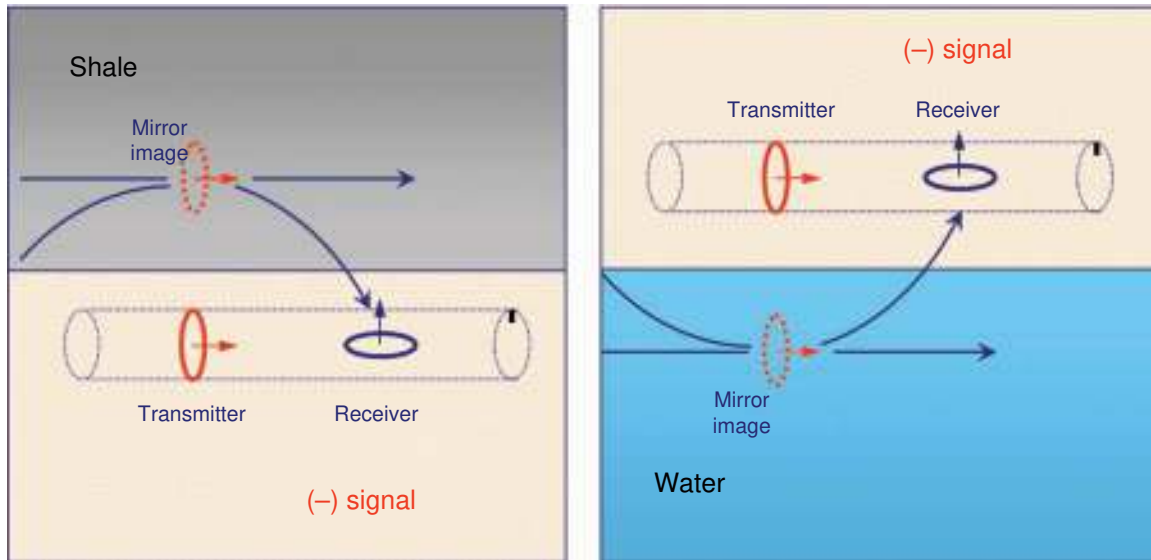 Shale
Mirror
image
Transmitter
Receiver
(–) signal
(–) signal
Transmitter
Receiver
Mirror
image
Water